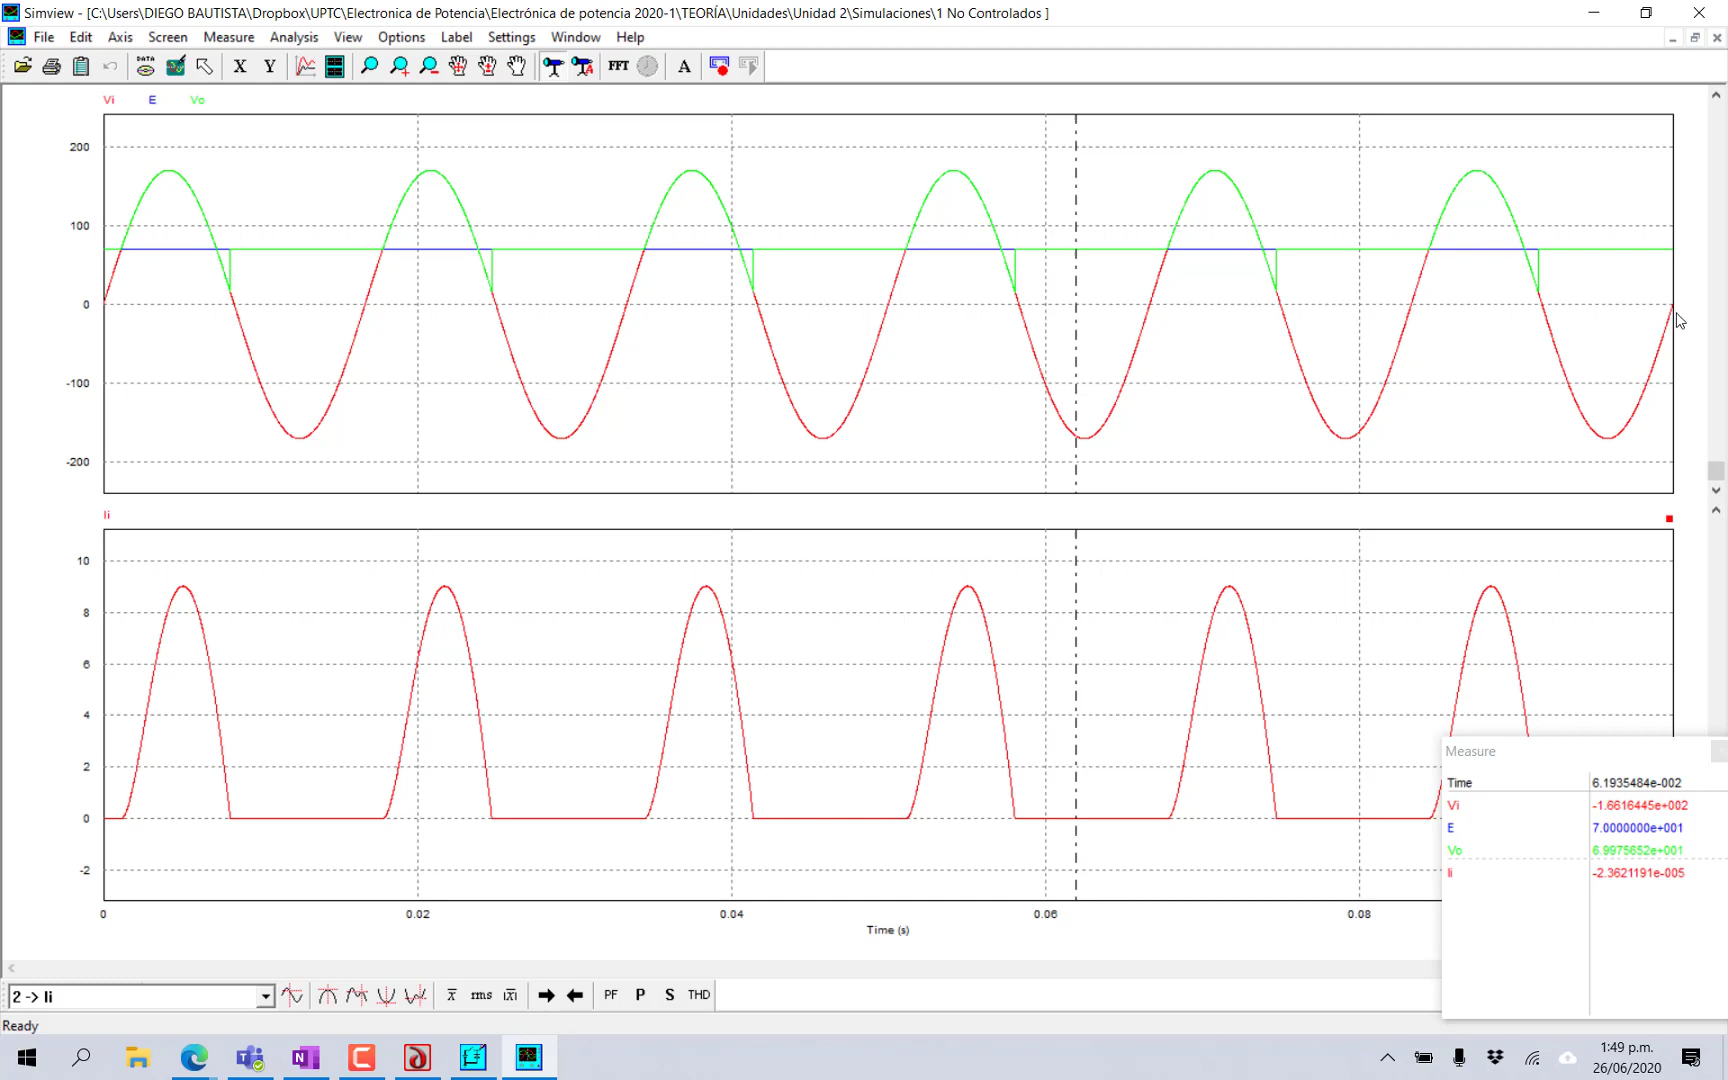 Simview - [C:\Users\DIEGO BAUTISTA\Dropbox\UPTC\Electronica de Potencia\Electrónica de potencia 2020-1\TEORÍA\Unidades\Unidad 2\Simulaciones\1 No Controlados ]
File Edit Axis Screen Measure Analysis View Options Label Settings Window Help
DATA X Y FFT A
Vi E Vo
200
100
0
-100
-200
Ii
10
8
6
4
2
0
-2
0 0.02 0.04 0.06 0.08
Time (s)
Measure
Time 6.1935484e-002
Vi -1.6616445e+002
E 7.0000000e+001
Vo 6.9975652e+001
Ii -2.3621191e-005
2 -> Ii x rms |x| PF P S THD
Ready
1:49 p.m.
26/06/2020